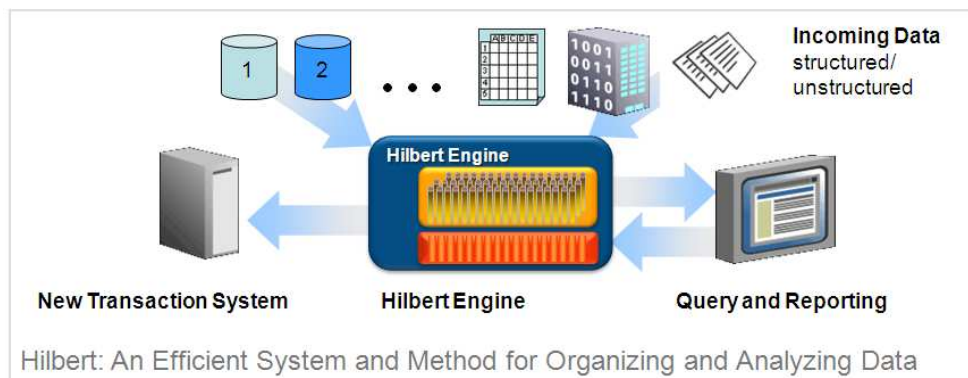 1
2
A B C D E
1
2
3
4
5
1001
0011
0110
1110
Incoming Data
structured/
unstructured
Hilbert Engine
New Transaction System
Hilbert Engine
Query and Reporting
Hilbert: An Efficient System and Method for Organizing and Analyzing Data